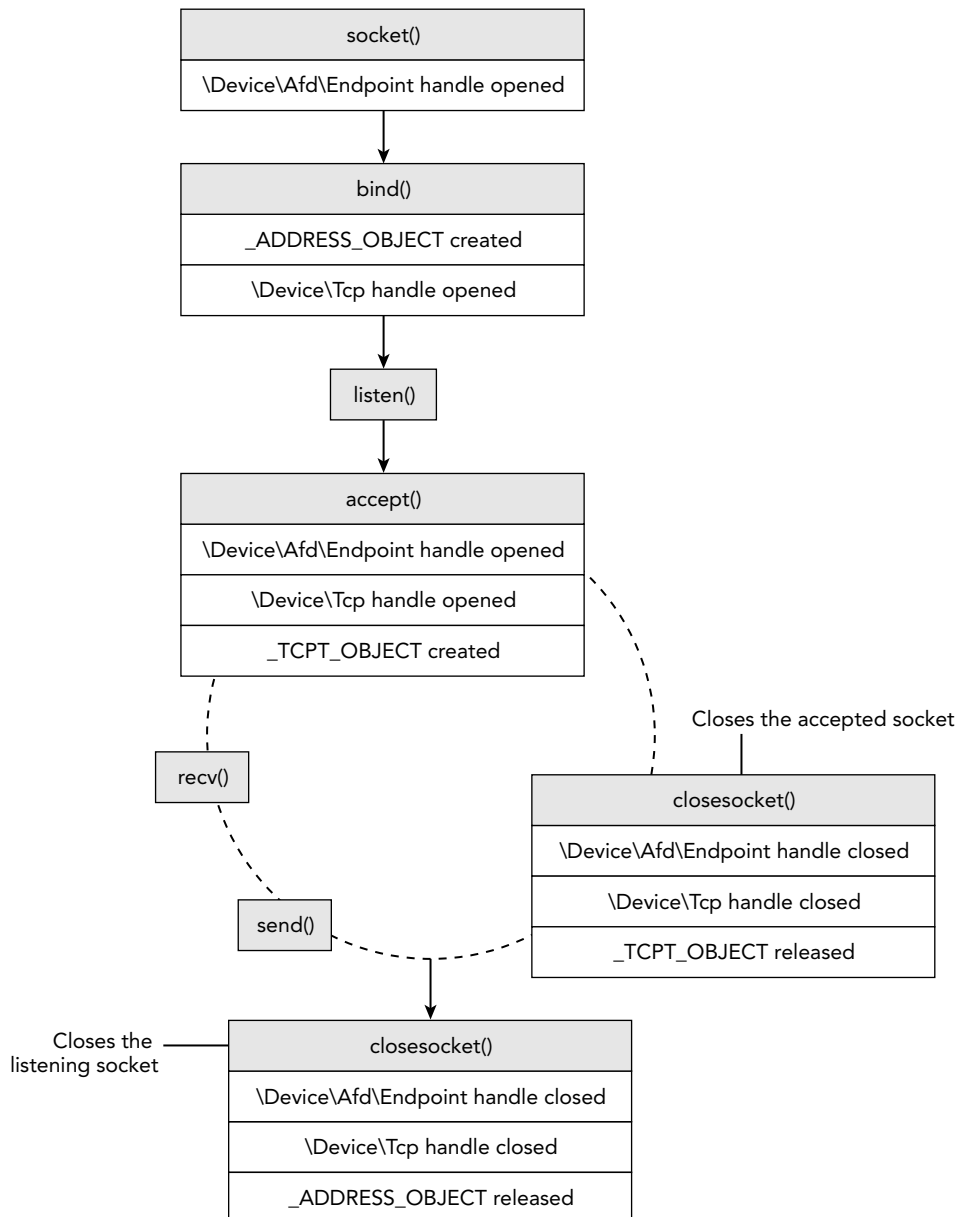 socket()
\Device\Afd\Endpoint handle opened
bind()
_ADDRESS_OBJECT created
\Device\Tcp handle opened
listen()
accept()
\Device\Afd\Endpoint handle opened
\Device\Tcp handle opened
_TCPT_OBJECT created
recv()
send()
Closes the accepted socket
closesocket()
\Device\Afd\Endpoint handle closed
\Device\Tcp handle closed
_TCPT_OBJECT released
Closes the
listening socket
closesocket()
\Device\Afd\Endpoint handle closed
\Device\Tcp handle closed
_ADDRESS_OBJECT released